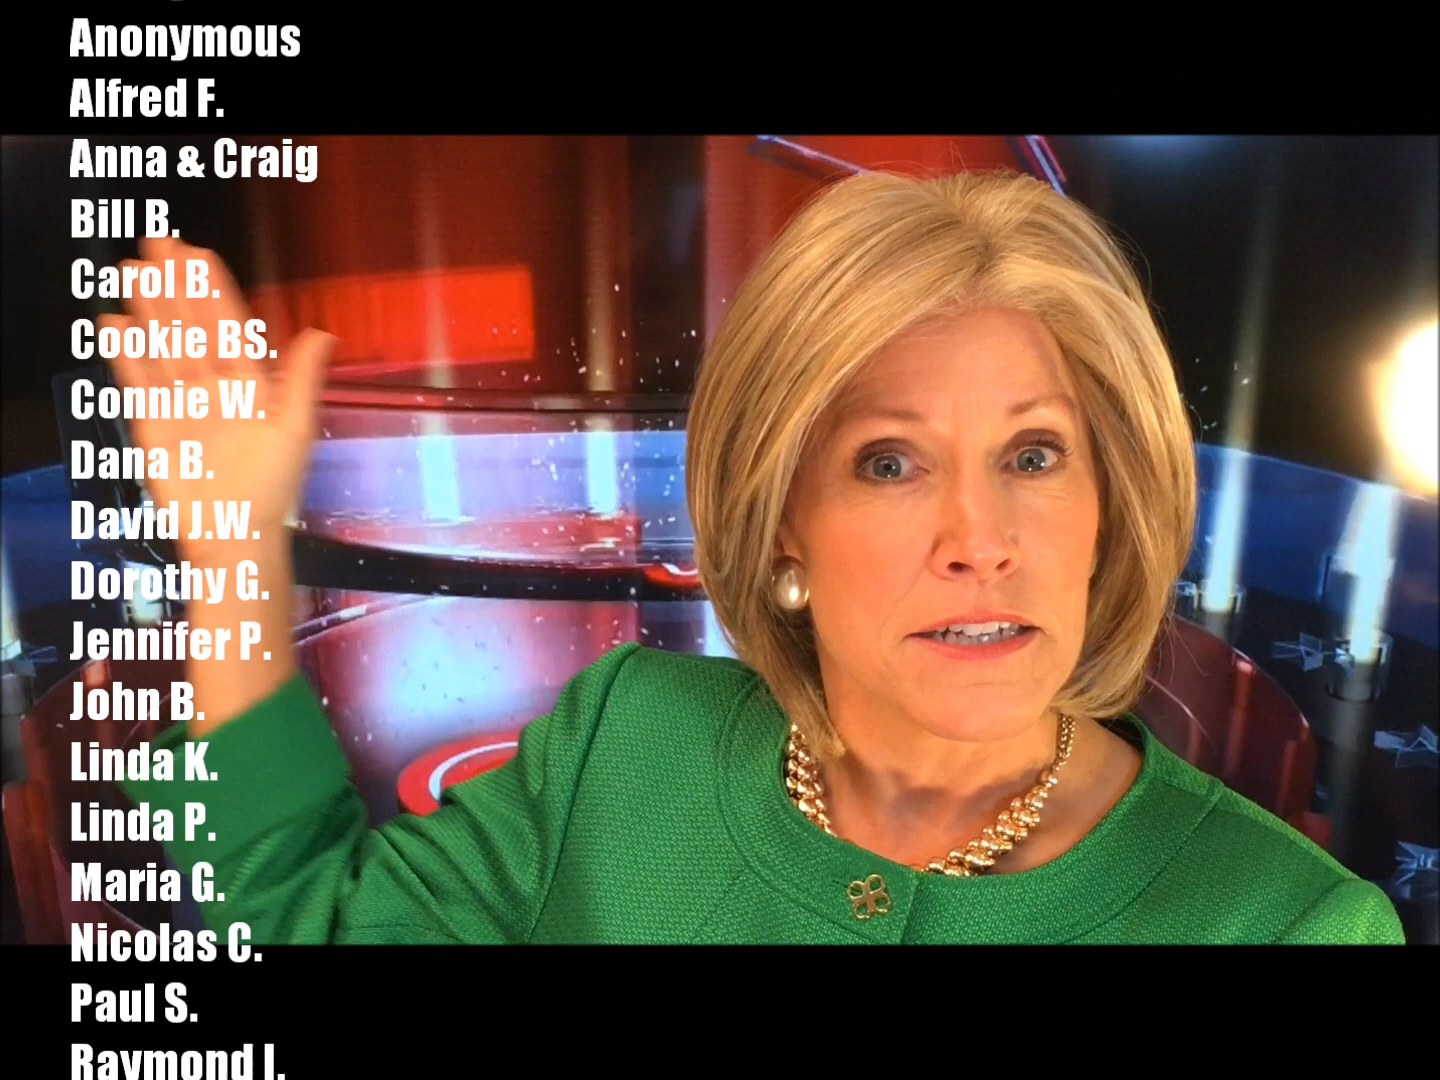 Anonymous
Alfred F.
Anna & Craig
Bill B.
Carol B.
Cookie BS.
Connie W.
Dana B.
David J.W.
Dorothy G.
Jennifer P.
John B.
Linda K.
Linda P.
Maria G.
Nicolas C.
Paul S.
Raymond I.